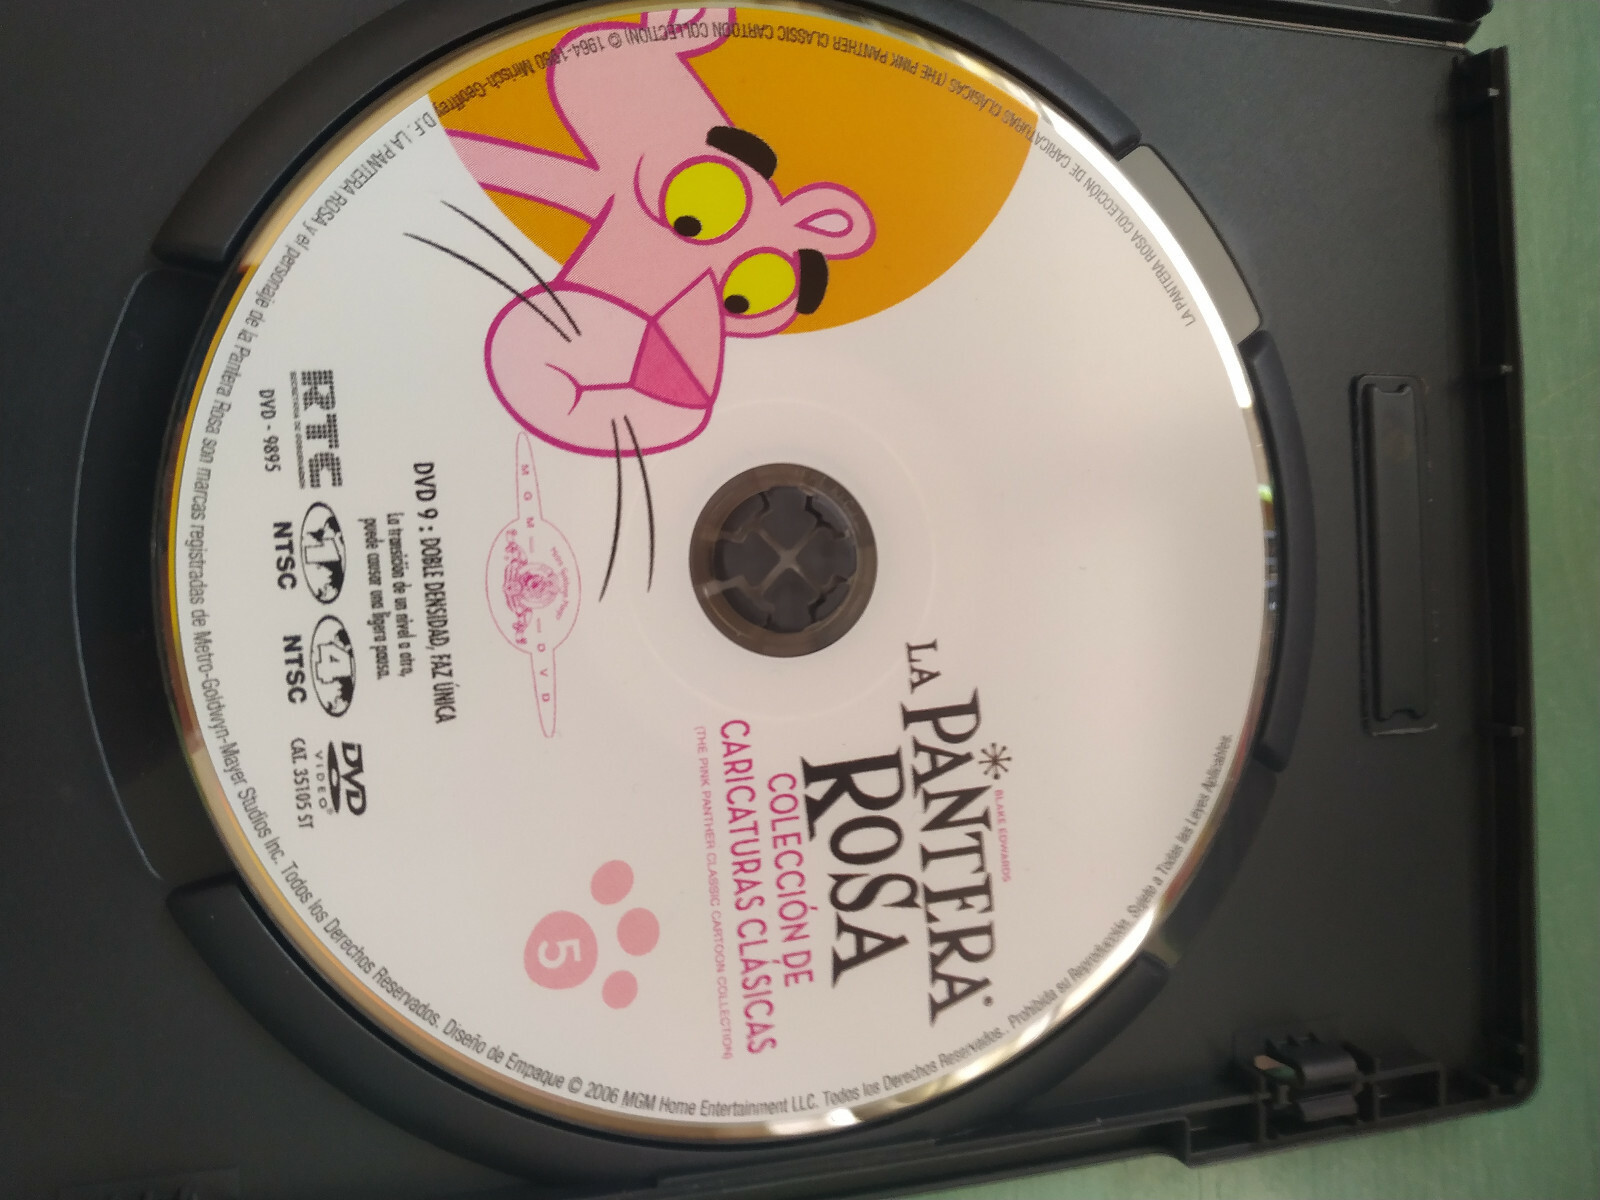 BLAKE EDWARDS
LA PANTERA
ROSA
COLECCIÓN DE
CARICATURAS CLÁSICAS
(THE PINK PANTHER CLASSIC CARTOON COLLECTION)
5
MGM-DVD
DVD 9 : DOBLE DENSIDAD, FAZ ÚNICA
La transición de un nivel a otro,
puede causar una ligera pausa.
RTC
DVD - 9895
1
NTSC
4
NTSC
DVD
VIDEO
CAT. 35105 ST
LA PANTERA ROSA COLECCIÓN DE CARICATURAS CLÁSICAS (THE PINK PANTHER CLASSIC CARTOON COLLECTION) © 1964-1980 Mirisch-Geoffrey D.F. LA PANTERA ROSA y el personaje de la Pantera Rosa son marcas registradas de Metro-Goldwyn-Mayer Studios Inc. Todos los Derechos Reservados. Diseño de Empaque © 2006 MGM Home Entertainment LLC. Todos los Derechos Reservados. Prohibida su Reproducción. Sujeto a Todas las Leyes Aplicables.